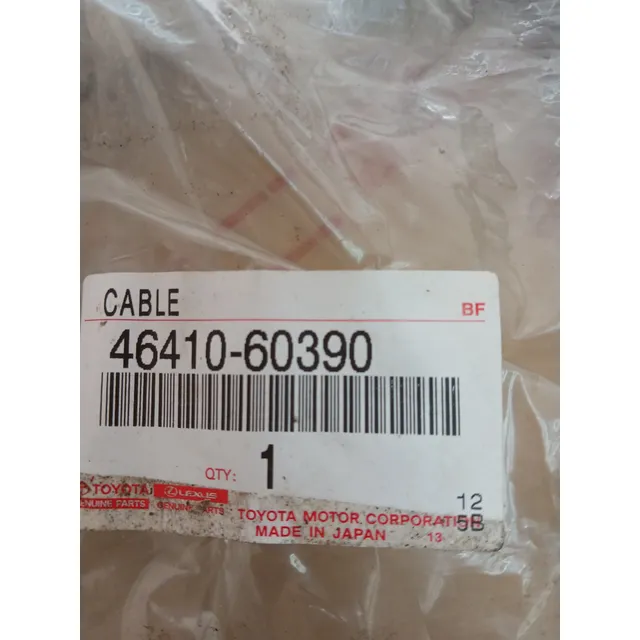 CABLE
BF
46410-60390
QTY: 1
TOYOTA LEXUS
GENUINE PARTS GENUINE PARTS
12
TOYOTA MOTOR CORPORATION 5B
MADE IN JAPAN 13